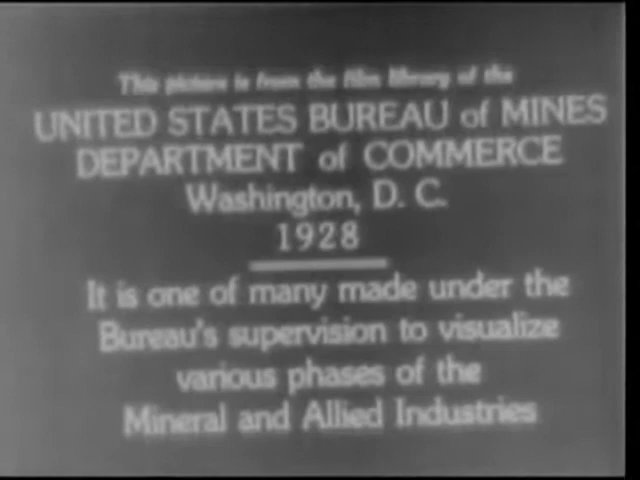 This picture is from the film library of the
UNITED STATES BUREAU of MINES
DEPARTMENT of COMMERCE
Washington, D. C.
1928
It is one of many made under the
Bureau's supervision to visualize
various phases of the
Mineral and Allied Industries